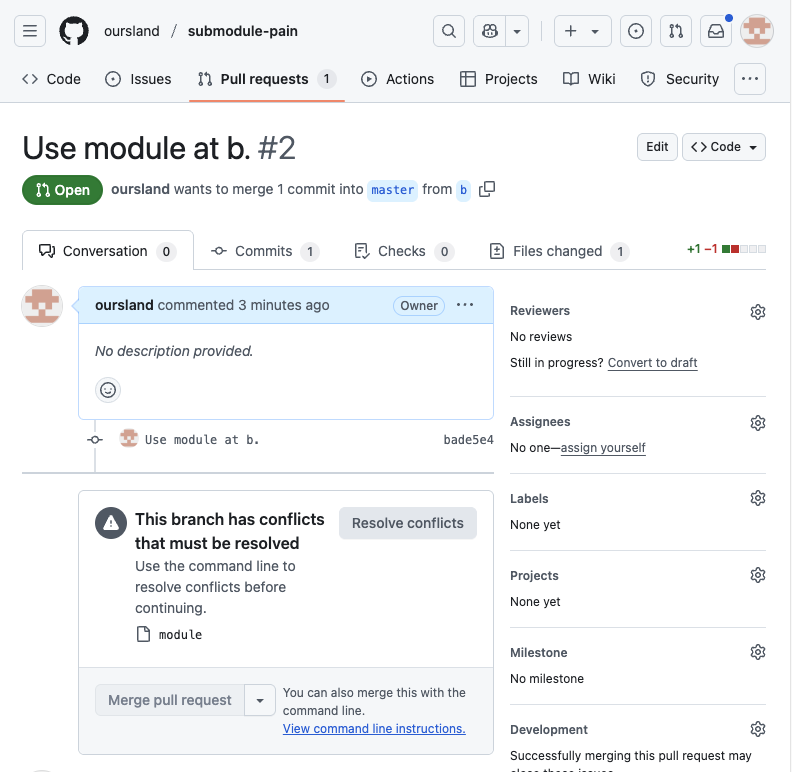 oursland / submodule-pain
Code Issues Pull requests 1 Actions Projects Wiki Security
Use module at b. #2
Edit
Code
Open
oursland wants to merge 1 commit into master from b
Conversation 0
Commits 1
Checks 0
Files changed 1
+1 −1
oursland commented 3 minutes ago
Owner
No description provided.
Use module at b.
bade5e4
This branch has conflicts
that must be resolved
Use the command line to
resolve conflicts before
continuing.
module
Resolve conflicts
Merge pull request
You can also merge this with the
command line.
View command line instructions.
Reviewers
No reviews
Still in progress? Convert to draft
Assignees
No one—assign yourself
Labels
None yet
Projects
None yet
Milestone
No milestone
Development
Successfully merging this pull request may
close these issues.